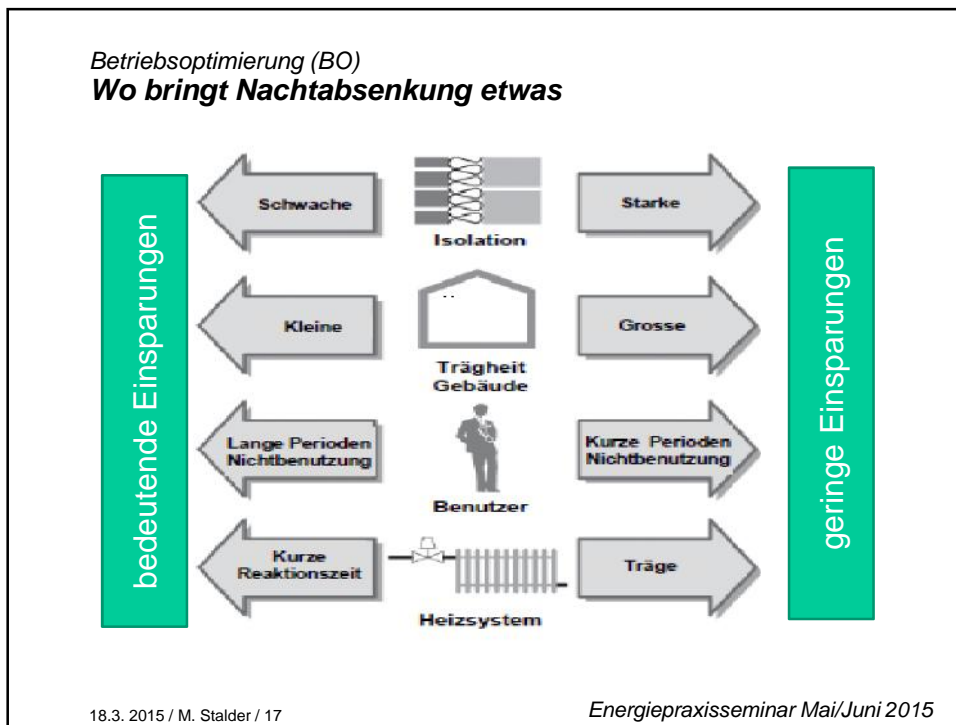 Betriebsoptimierung (BO)
Wo bringt Nachtabsenkung etwas
bedeutende Einsparungen
Schwache
Isolation
Starke
Kleine
Trägheit
Gebäude
Grosse
Lange Perioden
Nichtbenutzung
Benutzer
Kurze Perioden
Nichtbenutzung
Kurze
Reaktionszeit
Heizsystem
Träge
geringe Einsparungen
18.3. 2015 / M. Stalder / 17
Energiepraxisseminar Mai/Juni 2015